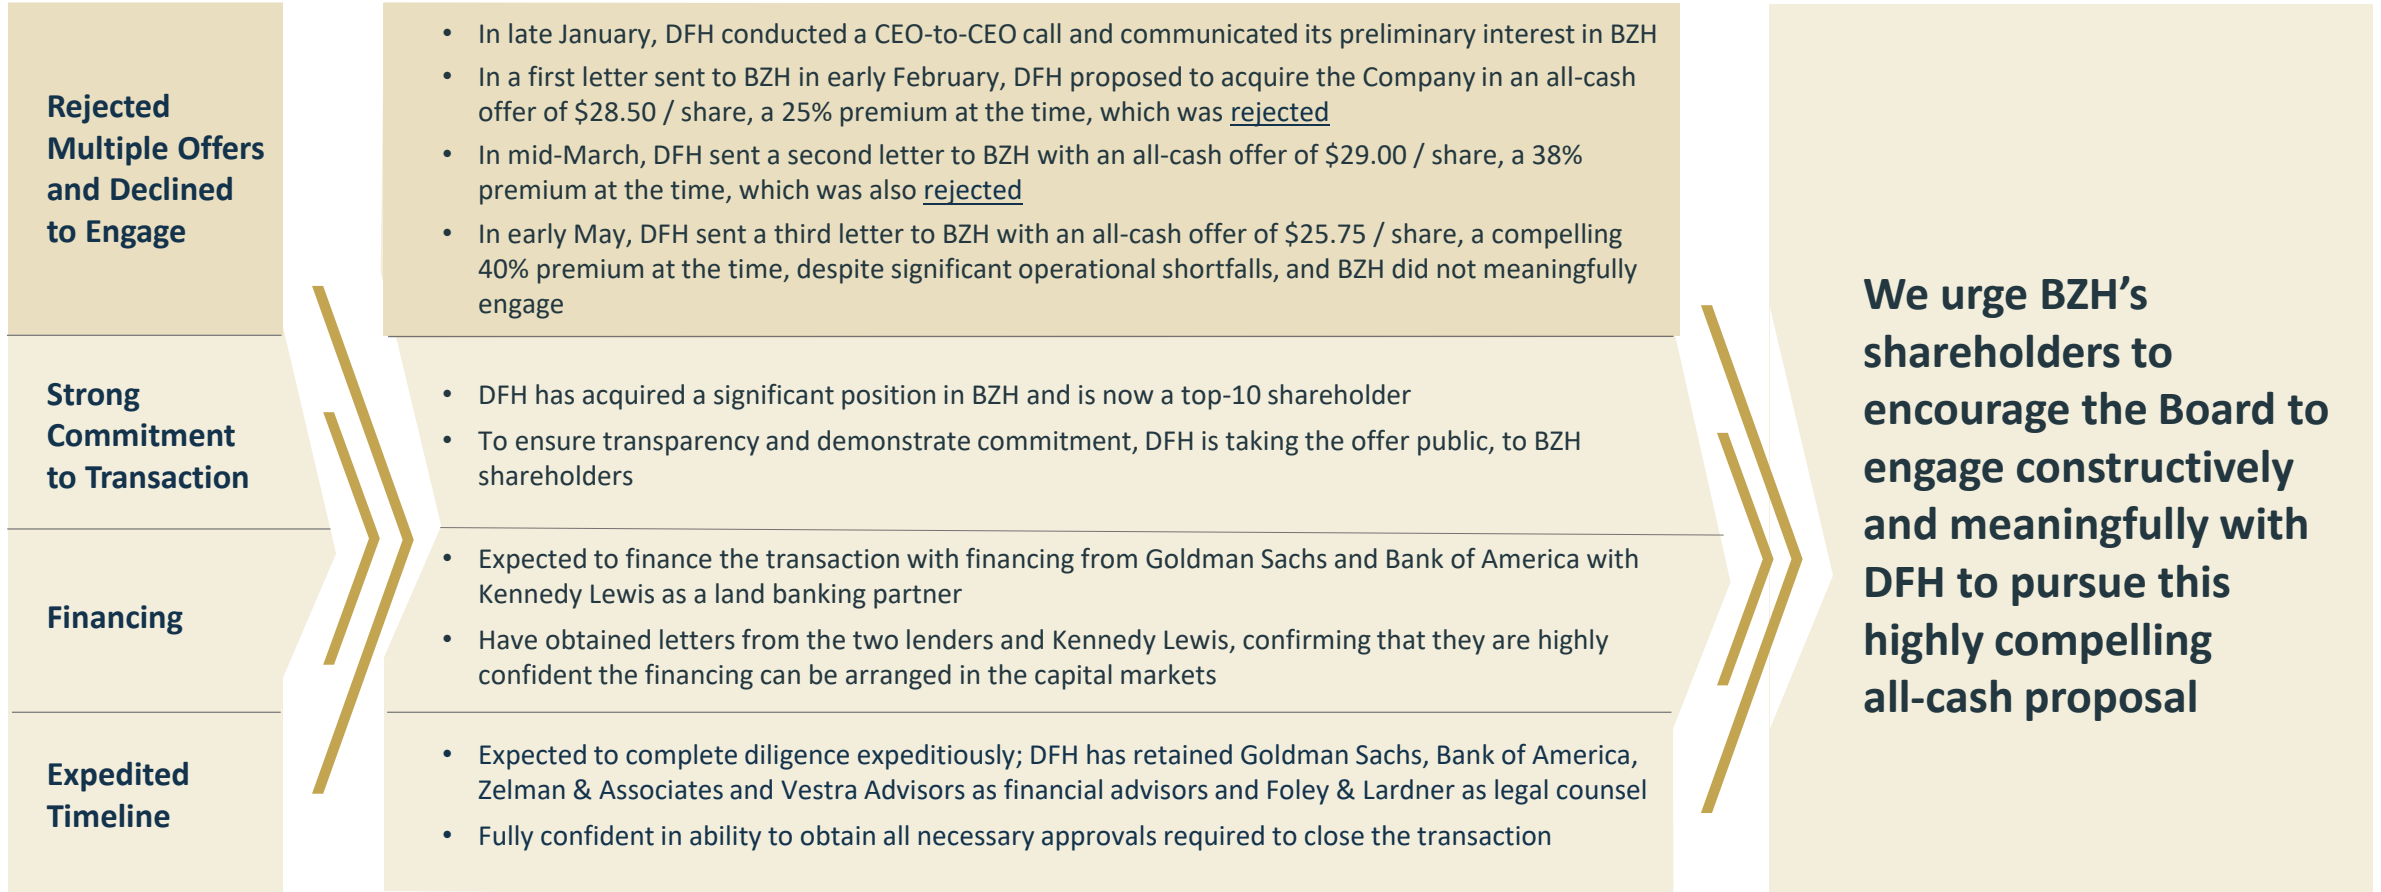 Rejected
Multiple Offers
and Declined
to Engage
• In late January, DFH conducted a CEO-to-CEO call and communicated its preliminary interest in BZH
• In a first letter sent to BZH in early February, DFH proposed to acquire the Company in an all-cash
offer of $28.50 / share, a 25% premium at the time, which was rejected
• In mid-March, DFH sent a second letter to BZH with an all-cash offer of $29.00 / share, a 38%
premium at the time, which was also rejected
• In early May, DFH sent a third letter to BZH with an all-cash offer of $25.75 / share, a compelling
40% premium at the time, despite significant operational shortfalls, and BZH did not meaningfully
engage
Strong
Commitment
to Transaction
• DFH has acquired a significant position in BZH and is now a top-10 shareholder
• To ensure transparency and demonstrate commitment, DFH is taking the offer public, to BZH
shareholders
Financing
• Expected to finance the transaction with financing from Goldman Sachs and Bank of America with
Kennedy Lewis as a land banking partner
• Have obtained letters from the two lenders and Kennedy Lewis, confirming that they are highly
confident the financing can be arranged in the capital markets
Expedited
Timeline
• Expected to complete diligence expeditiously; DFH has retained Goldman Sachs, Bank of America,
Zelman & Associates and Vestra Advisors as financial advisors and Foley & Lardner as legal counsel
• Fully confident in ability to obtain all necessary approvals required to close the transaction
We urge BZH’s
shareholders to
encourage the Board to
engage constructively
and meaningfully with
DFH to pursue this
highly compelling
all-cash proposal